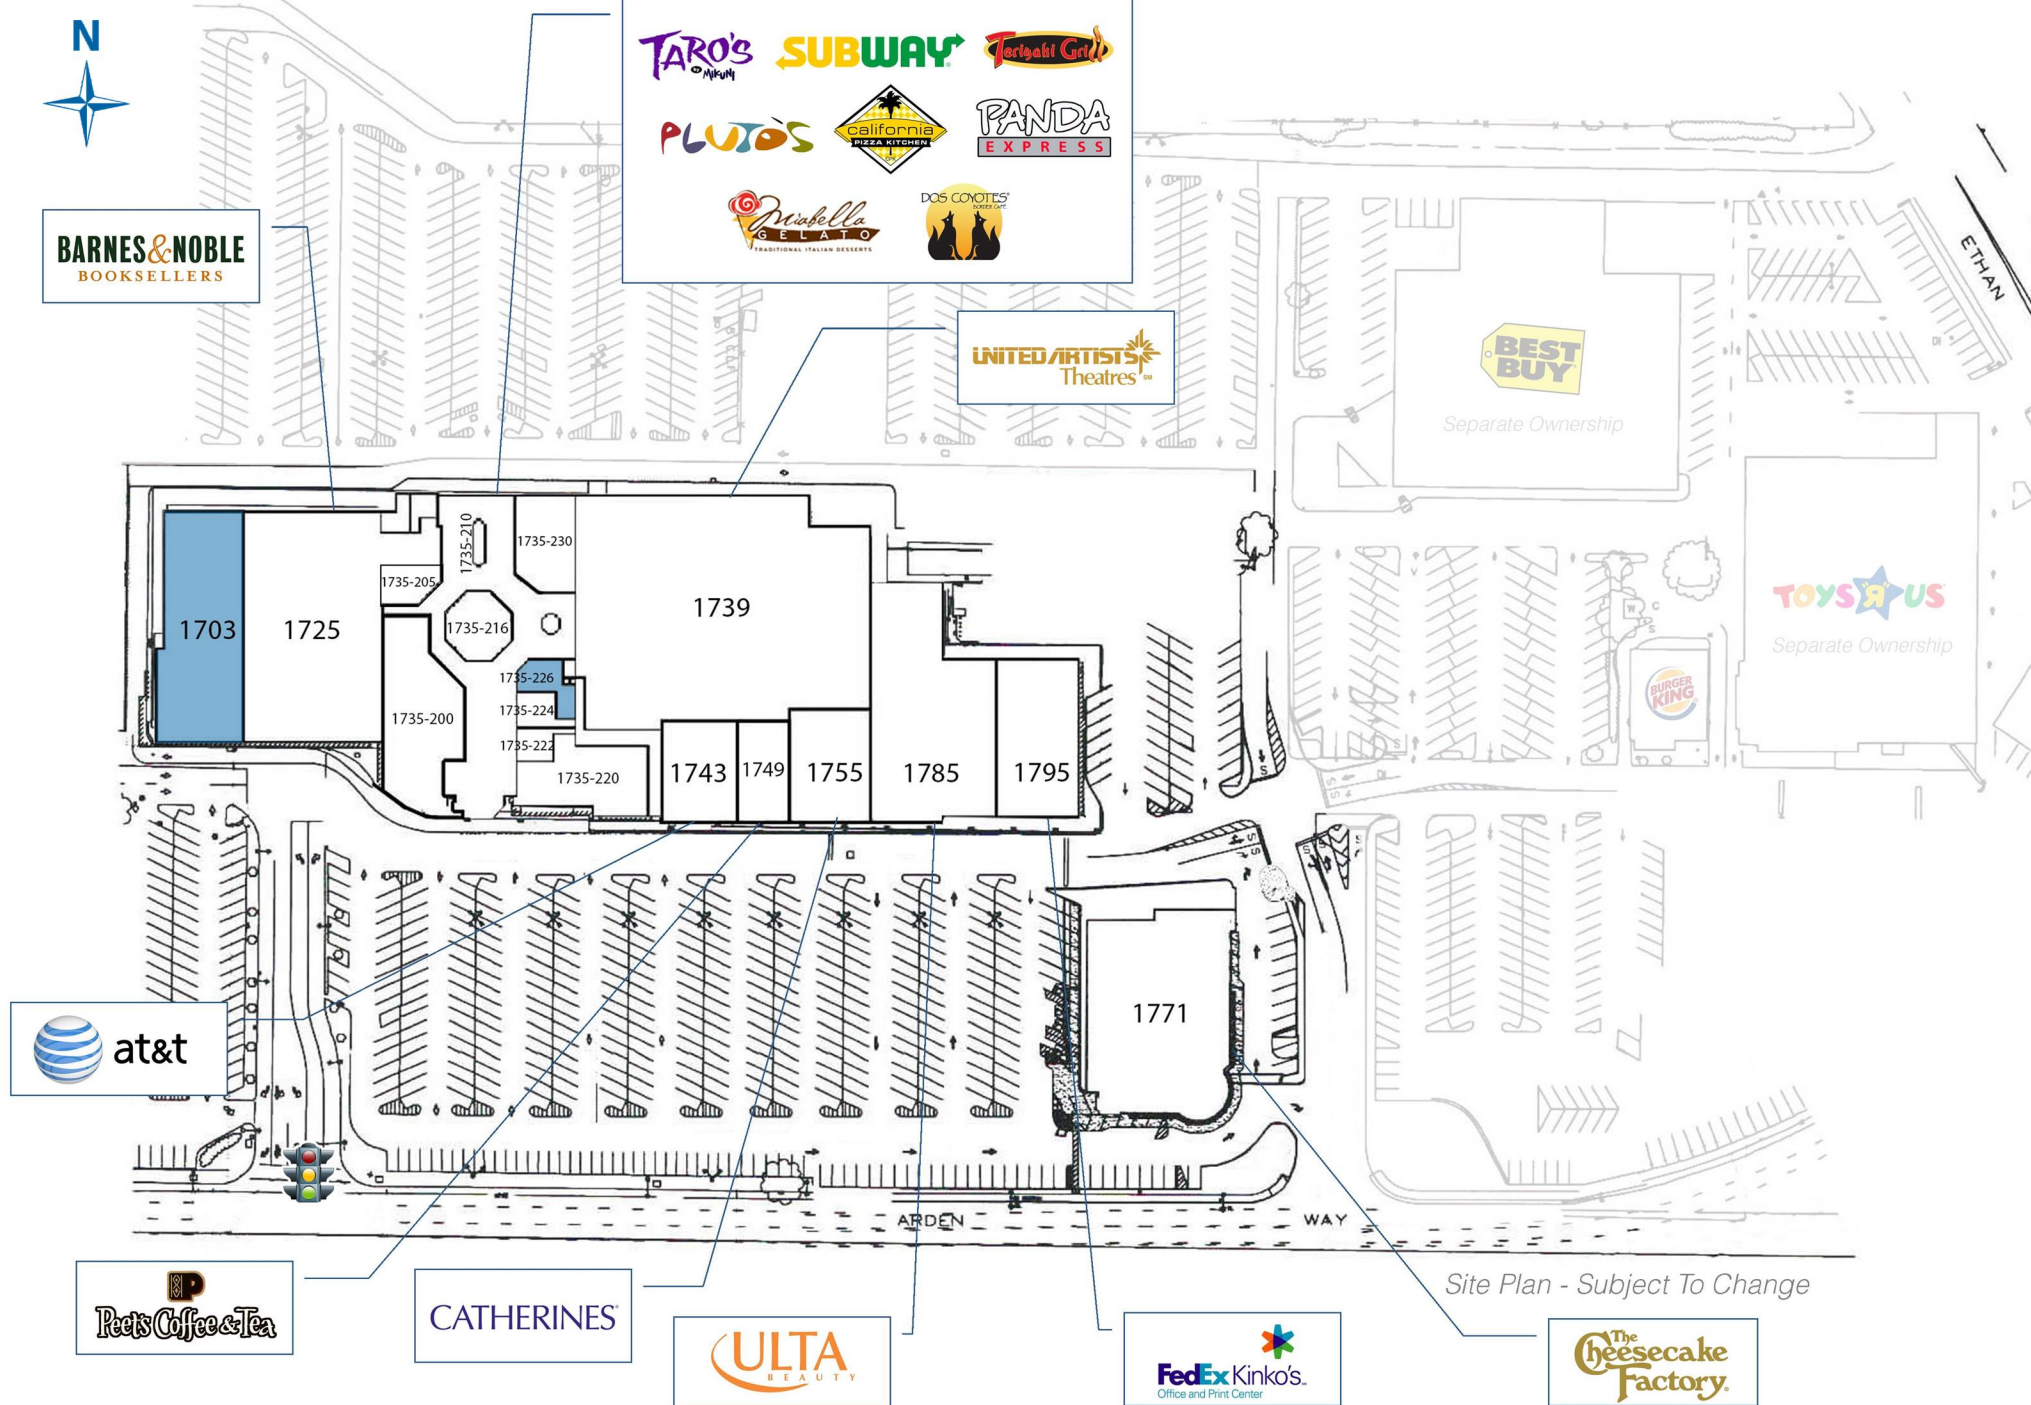 N
TARO'S
by MIKUNI
SUBWAY
Teriyaki Grill
PLUTO'S
california
PIZZA KITCHEN
PANDA
EXPRESS
Miabella
GELATO
TRADITIONAL ITALIAN DESSERTS
DOS COYOTES
BORDER CAFE
BARNES&NOBLE
BOOKSELLERS
UNITED ARTISTS
Theatres SM
ETHAN
BEST
BUY
Separate Ownership
TOYS R US
Separate Ownership
BURGER
KING
1703
1725
1735-205
1735-210
1735-230
1735-216
1739
1735-200
1735-226
1735-224
1735-222
1735-220
1743
1749
1755
1785
1795
1771
at&t
ARDEN WAY
Site Plan - Subject To Change
Peet's Coffee & Tea
CATHERINES
ULTA
BEAUTY
FedEx Kinko's
Office and Print Center
The
Cheesecake
Factory